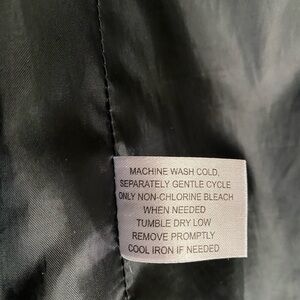 MACHINE WASH COLD,
SEPARATELY GENTLE CYCLE
ONLY NON-CHLORINE BLEACH
WHEN NEEDED
TUMBLE DRY LOW
REMOVE PROMPTLY
COOL IRON IF NEEDED